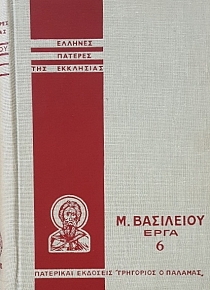 ΕΛΛΗΝΕΣ
ΠΑΤΕΡΕΣ
ΤΗΣ ΕΚΚΛΗΣΙΑΣ
Μ. ΒΑΣΙΛΕΙΟΥ
ΕΡΓΑ
6
ΠΑΤΕΡΙΚΑΙ ΕΚΔΟΣΕΙΣ ΓΡΗΓΟΡΙΟΣ Ο ΠΑΛΑΜΑΣ,